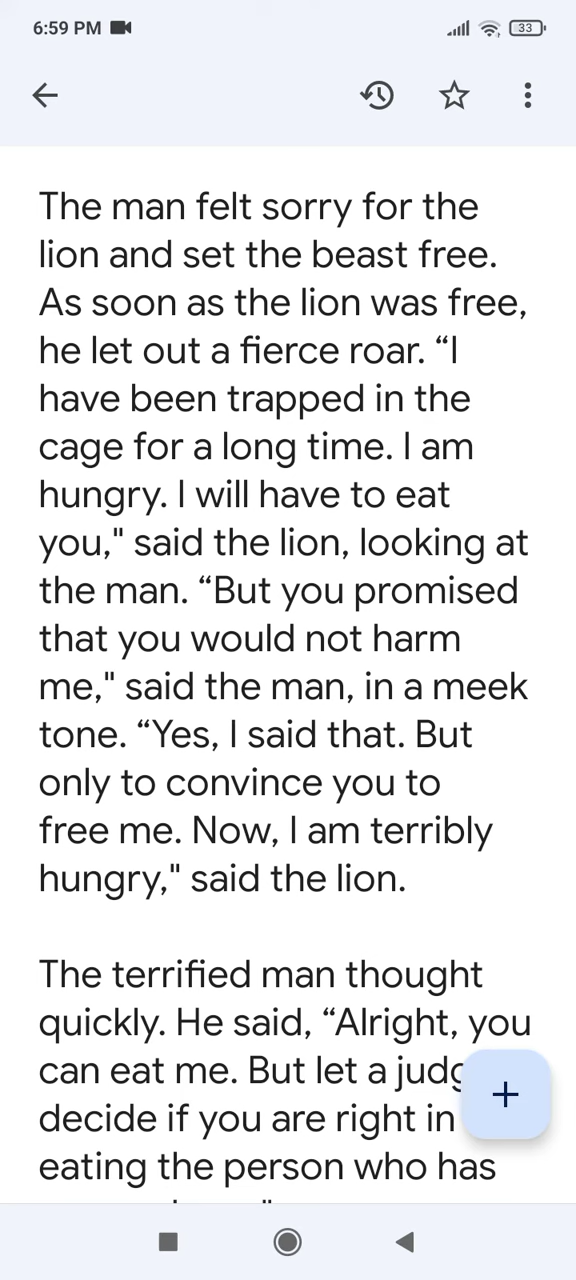 6:59 PM
33
The man felt sorry for the
lion and set the beast free.
As soon as the lion was free,
he let out a fierce roar. “I
have been trapped in the
cage for a long time. I am
hungry. I will have to eat
you," said the lion, looking at
the man. “But you promised
that you would not harm
me," said the man, in a meek
tone. “Yes, I said that. But
only to convince you to
free me. Now, I am terribly
hungry," said the lion.
The terrified man thought
quickly. He said, “Alright, you
can eat me. But let a
decide if you are right in
eating the person who has